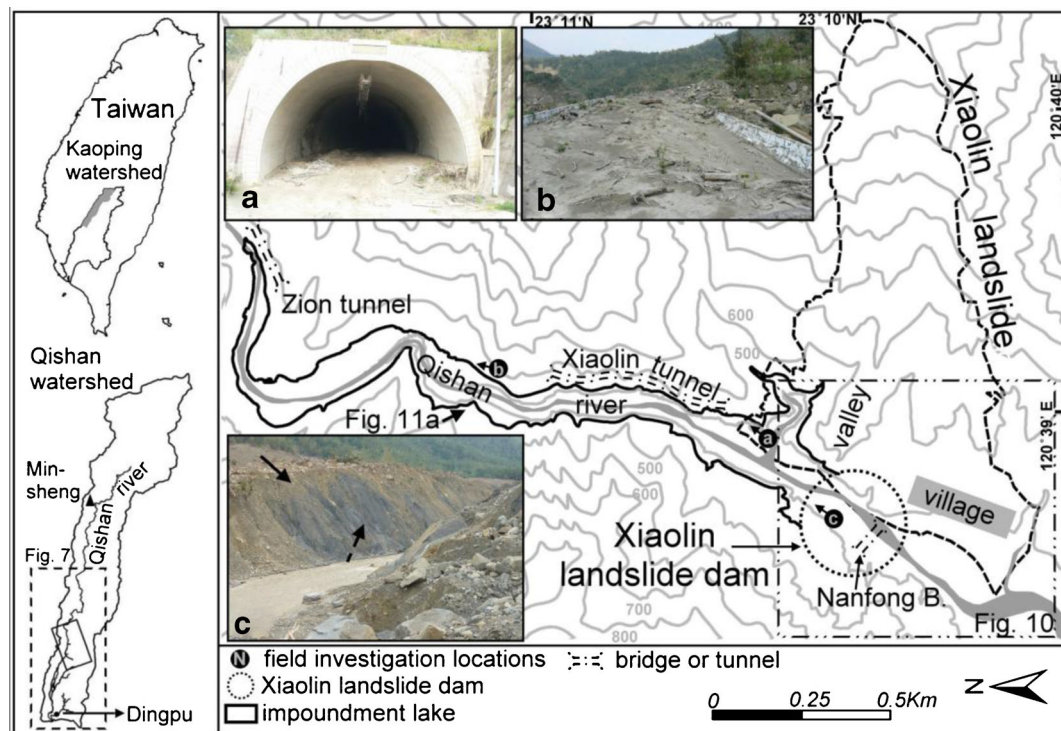 Taiwan
Kaoping
watershed
Qishan
watershed
Min-
sheng
Qishan river
Fig. 7
Dingpu
23°11'
23°10'N
120°40'E
120°39'E
a
b
Zion tunnel
Qishan
river
b
Xiaolin tunnel
Fig. 11a
a
valley
600
500
Xiaolin landslide
village
c
500
600
700
800
Xiaolin
landslide dam
Nanfong B.
Fig. 10
c
N field investigation locations
bridge or tunnel
Xiaolin landslide dam
impoundment lake
0 0.25 0.5Km
N